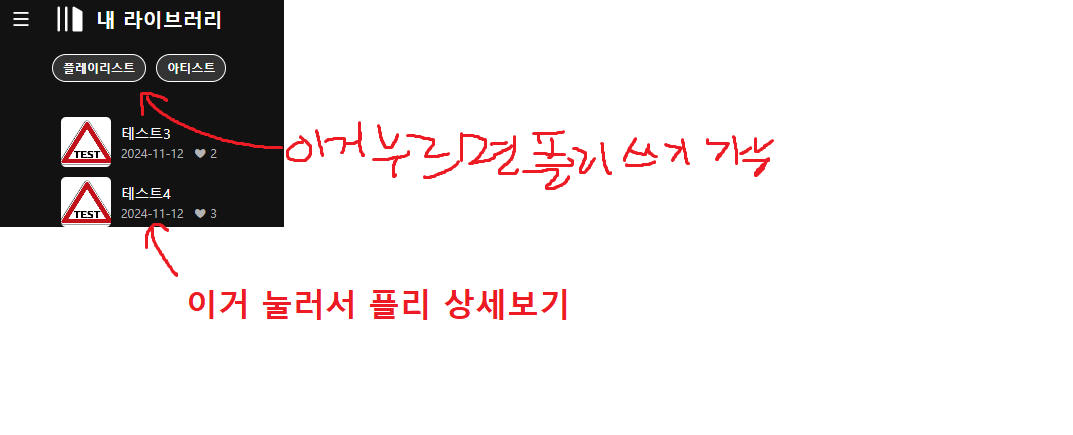 내 라이브러리
플레이리스트 아티스트
TEST
테스트3
2024-11-12 2
이거누르면 플리 쓰기 가능
TEST
테스트4
2024-11-12 3
이거 눌러서 플리 상세보기